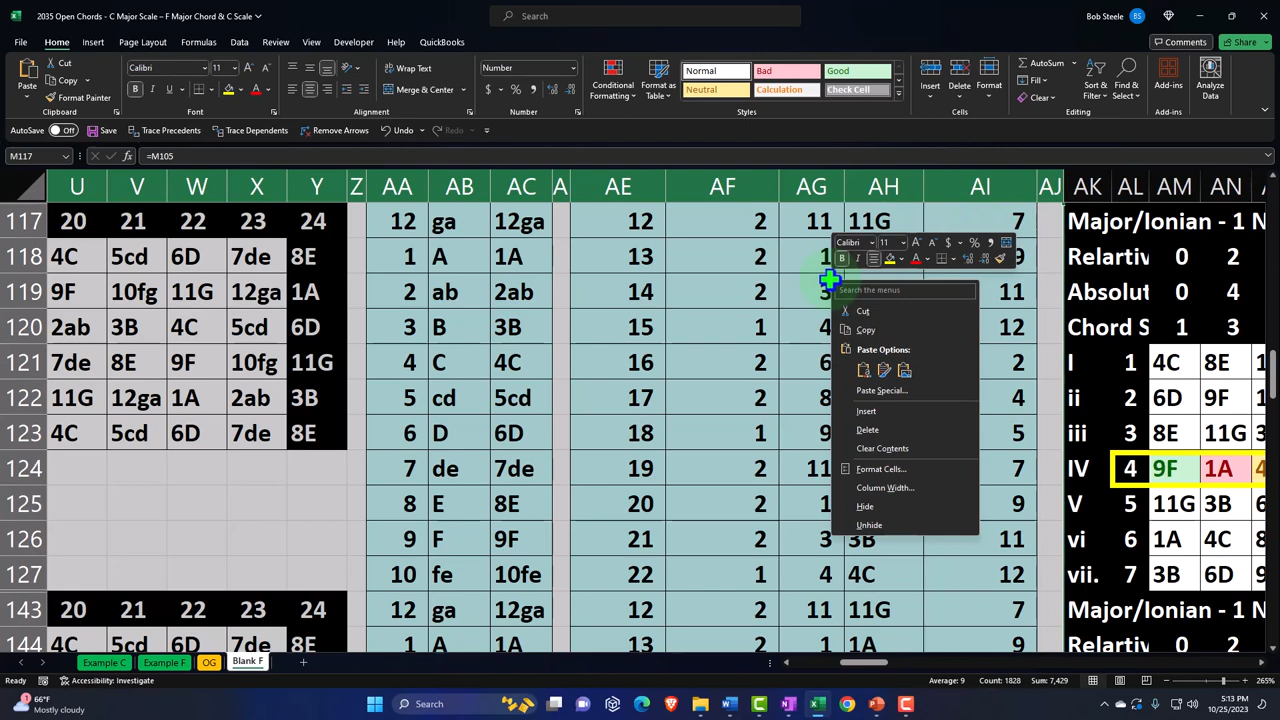 2035 Open Chords - C Major Scale – F Major Chord & C Scale
Search
Bob Steele BS
File Home Insert Page Layout Formulas Data Review View Developer Automate Help QuickBooks
Comments Share
Paste
Cut
Copy
Format Painter
Calibri 11
Wrap Text
Merge & Center
Number
Conditional Formatting
Format as Table
Normal Bad Good
Neutral Calculation Check Cell
Insert Delete Format
AutoSum
Fill
Clear
Sort & Filter
Find & Select
Add-ins
Analyze Data
Clipboard Font Alignment Number Styles Cells Editing Add-ins
AutoSave Off Save Trace Precedents Trace Dependents Remove Arrows Undo Redo
M117 fx =M105
U V W X Y Z AA AB AC A AE AF AG AH AI AJ AK AL AM AN
117 20 21 22 23 24 12 ga 12ga 12 2 11 11G 7 Major/Ionian - 1 N
118 4C 5cd 6D 7de 8E 1 A 1A 13 2 1 9 Relartiv 0 2
119 9F 10fg 11G 12ga 1A 2 ab 2ab 14 2 3 11 Absolut 0 4
120 2ab 3B 4C 5cd 6D 3 B 3B 15 1 4 12 Chord S 1 3
121 7de 8E 9F 10fg 11G 4 C 4C 16 2 6 2 I 1 4C 8E
122 11G 12ga 1A 2ab 3B 5 cd 5cd 17 2 8 4 ii 2 6D 9F
123 4C 5cd 6D 7de 8E 6 D 6D 18 1 9 5 iii 3 8E 11G
124 7 de 7de 19 2 11 7 IV 4 9F 1A
125 8 E 8E 20 2 1 9 V 5 11G 3B
126 9 F 9F 21 2 3 3B 11 vi 6 1A 4C
127 10 fe 10fe 22 1 4 4C 12 vii. 7 3B 6D
143 20 21 22 23 24 12 ga 12ga 12 2 11 11G 7 Major/Ionian - 1 N
144 4C 5cd 6D 7de 8E 1 A 1A 13 2 1 1A 9 Relartiv 0 2
Calibri 11
Search the menus
Cut
Copy
Paste Options:
Paste Special...
Insert
Delete
Clear Contents
Format Cells...
Column Width...
Hide
Unhide
Example C Example F OG Blank F
Ready Accessibility: Investigate Average: 9 Count: 1828 Sum: 7,429 265%
66°F
Mostly cloudy
Search
5:13 PM
10/25/2023